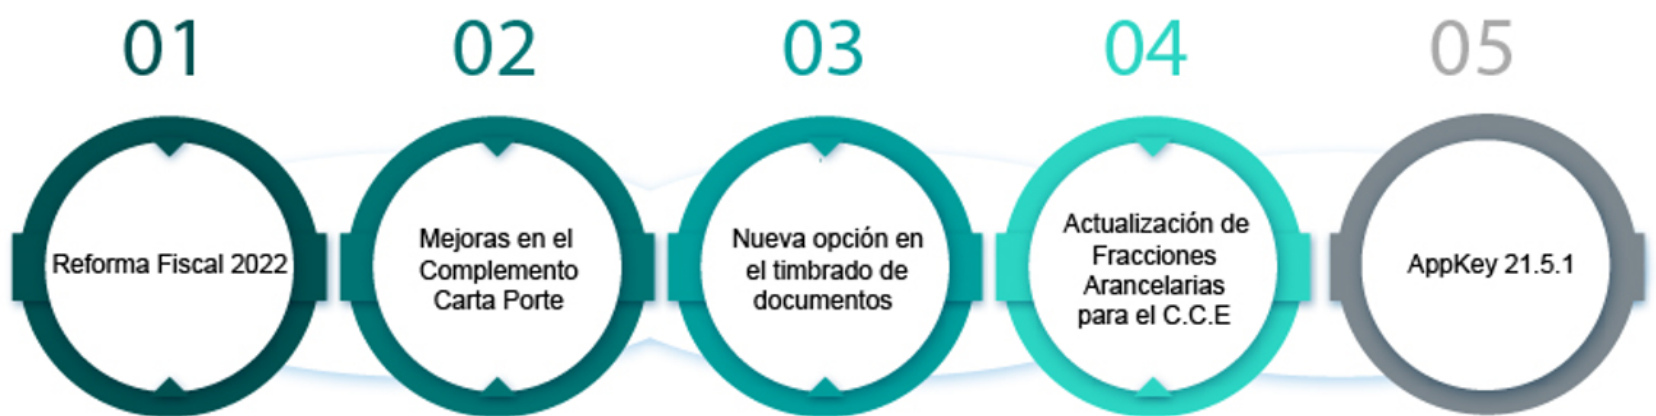 01
02
03
04
05
Reforma Fiscal 2022
Mejoras en el
Complemento
Carta Porte
Nueva opción en
el timbrado de
documentos
Actualización de
Fracciones
Arancelarias
para el C.C.E
AppKey 21.5.1